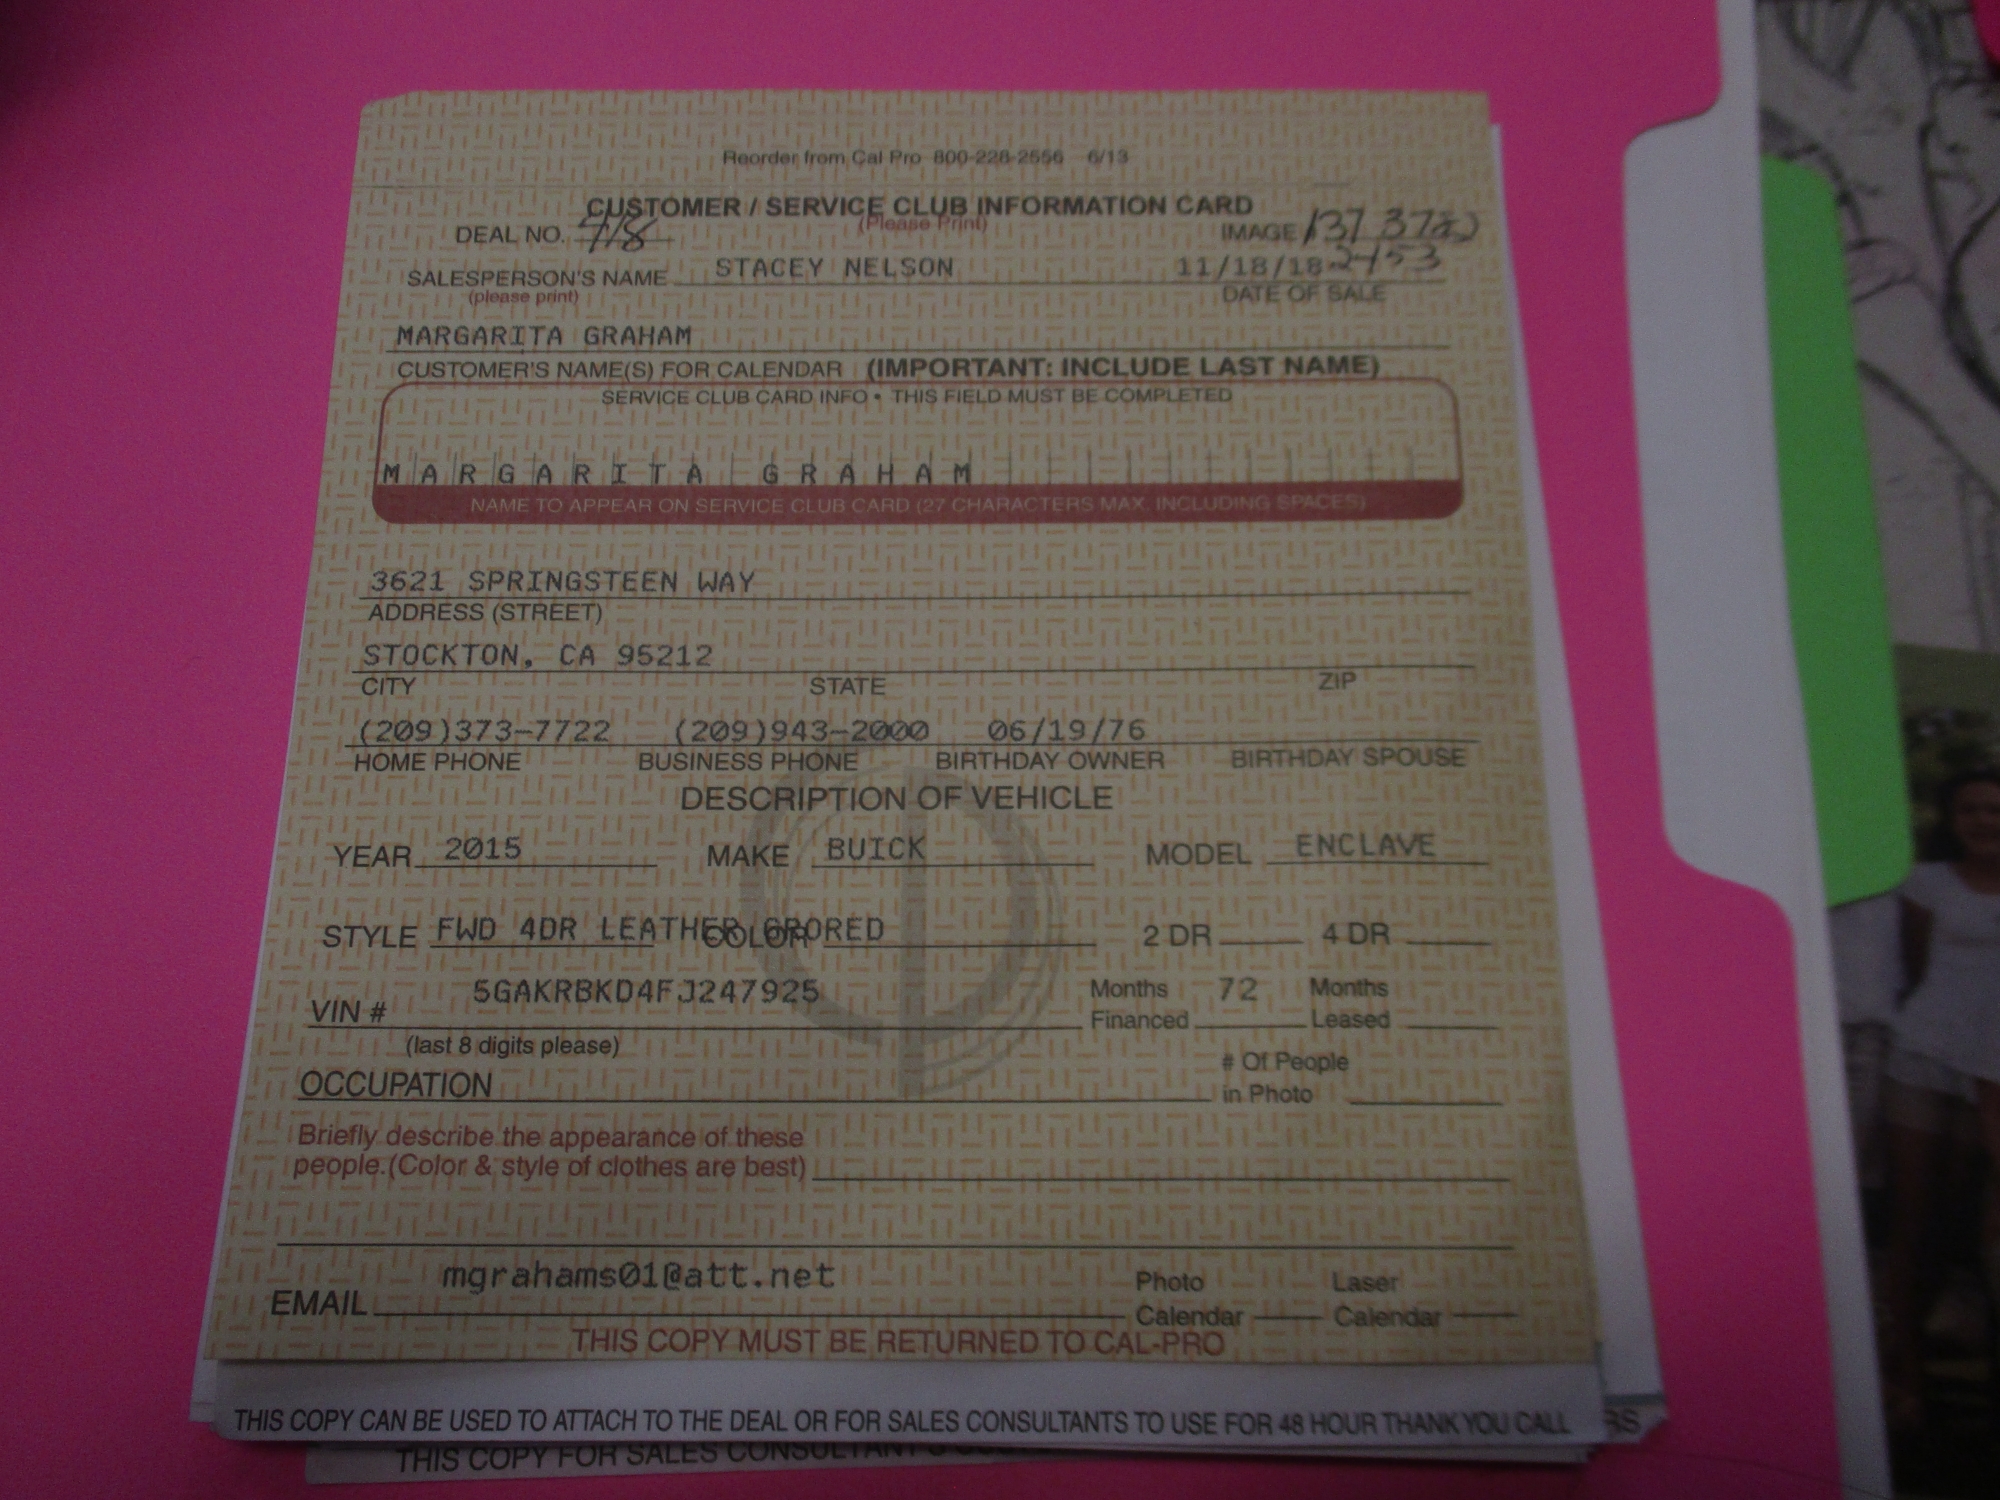 Reorder from Cal Pro 800-228-2556 6/13
CUSTOMER / SERVICE CLUB INFORMATION CARD
(Please Print)
DEAL NO. 718 IMAGE 137 37
SALESPERSON'S NAME STACEY NELSON 11/18/18 2453
(please print) DATE OF SALE
MARGARITA GRAHAM
CUSTOMER'S NAME(S) FOR CALENDAR (IMPORTANT: INCLUDE LAST NAME)
SERVICE CLUB CARD INFO • THIS FIELD MUST BE COMPLETED
MARGARITA GRAHAM
NAME TO APPEAR ON SERVICE CLUB CARD (27 CHARACTERS MAX. INCLUDING SPACES)
3621 SPRINGSTEEN WAY
ADDRESS (STREET)
STOCKTON, CA 95212
CITY STATE ZIP
(209)373-7722 (209)943-2000 06/19/76
HOME PHONE BUSINESS PHONE BIRTHDAY OWNER BIRTHDAY SPOUSE
DESCRIPTION OF VEHICLE
YEAR 2015 MAKE BUICK MODEL ENCLAVE
STYLE FWD 4DR LEATHER GRORED COLOR 2 DR 4 DR
VIN # 5GAKRBKD4FJ247925 Months Financed 72 Months Leased
(last 8 digits please)
OCCUPATION # Of People in Photo
Briefly describe the appearance of these
people.(Color & style of clothes are best)
EMAIL mgrahams01@att.net Photo Calendar Laser Calendar
THIS COPY MUST BE RETURNED TO CAL-PRO
THIS COPY CAN BE USED TO ATTACH TO THE DEAL OR FOR SALES CONSULTANTS TO USE FOR 48 HOUR THANK YOU CALL RS
THIS COPY FOR SALES CONSULTANT'S